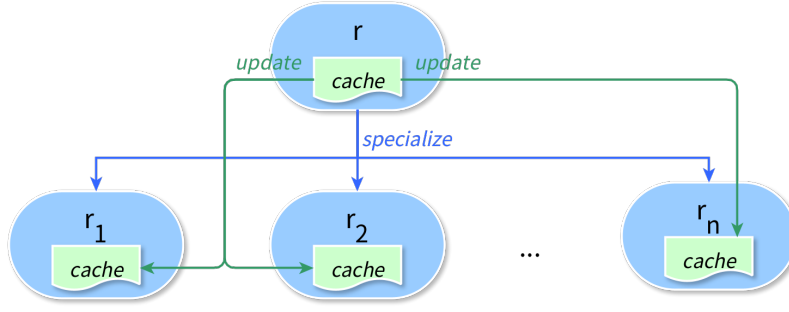 r
update
cache
update
specialize
r1
cache
r2
cache
...
rn
cache